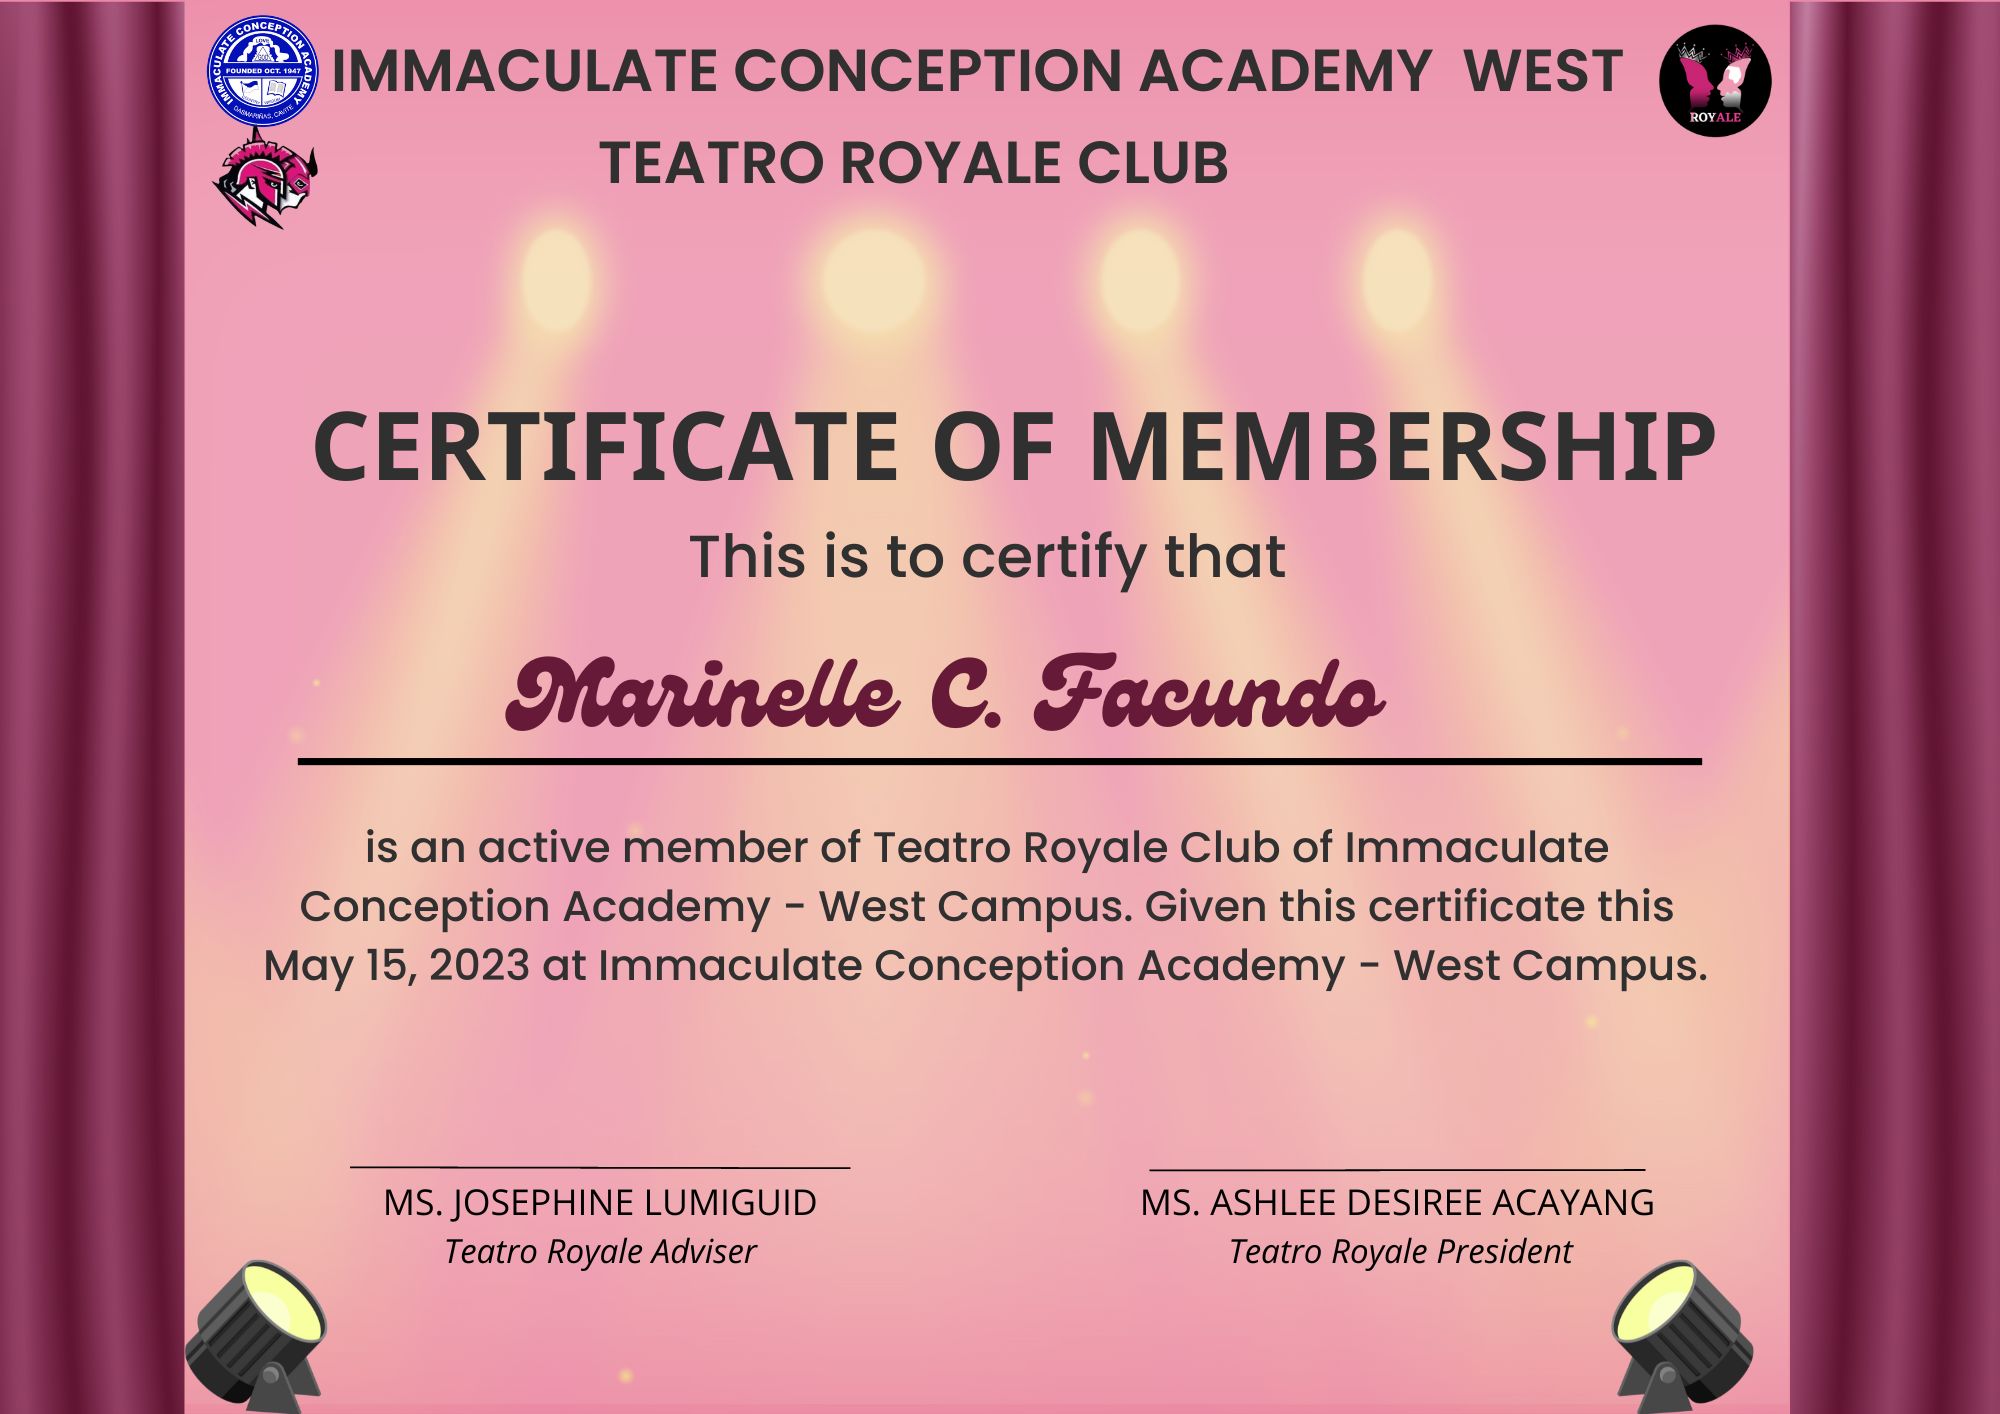 IMMACULATE CONCEPTION ACADEMY WEST
TEATRO ROYALE CLUB
IMMACULATE CONCEPTION ACADEMY
FOUNDED OCT. 1947
DASMARIÑAS, CAVITE
ROYALE
CERTIFICATE OF MEMBERSHIP
This is to certify that
Marinelle C. Facundo
is an active member of Teatro Royale Club of Immaculate
Conception Academy - West Campus. Given this certificate this
May 15, 2023 at Immaculate Conception Academy - West Campus.
MS. JOSEPHINE LUMIGUID
Teatro Royale Adviser
MS. ASHLEE DESIREE ACAYANG
Teatro Royale President